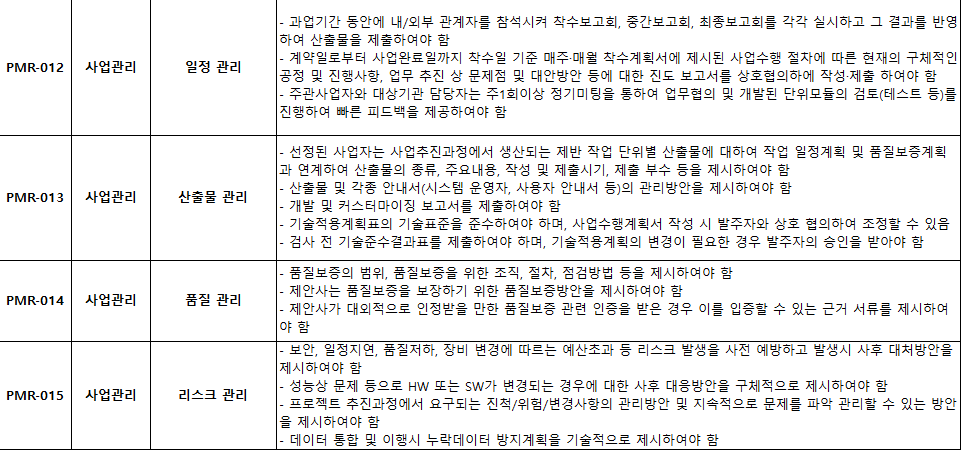 PMR-012 사업관리 일정 관리
- 과업기간 동안에 내/외부 관계자를 참석시켜 착수보고회, 중간보고회, 최종보고회를 각각 실시하고 그 결과를 반영
하여 산출물을 제출하여야 함
- 계약일로부터 사업완료일까지 착수일 기준 매주·매월 착수계획서에 제시된 사업수행 절차에 따른 현재의 구체적인
공정 및 진행사항, 업무 추진 상 문제점 및 대안방안 등에 대한 진도 보고서를 상호협의하에 작성·제출 하여야 함
- 주관사업자와 대상기관 담당자는 주1회이상 정기미팅을 통하여 업무협의 및 개발된 단위모듈의 검토(테스트 등)를
진행하여 빠른 피드백을 제공하여야 함
PMR-013 사업관리 산출물 관리
- 선정된 사업자는 사업추진과정에서 생산되는 제반 작업 단위별 산출물에 대하여 작업 일정계획 및 품질보증계획
과 연계하여 산출물의 종류, 주요내용, 작성 및 제출시기, 제출 부수 등을 제시하여야 함
- 산출물 및 각종 안내서(시스템 운영자, 사용자 안내서 등)의 관리방안을 제시하여야 함
- 개발 및 커스터마이징 보고서를 제출하여야 함
- 기술적용계획표의 기술표준을 준수하여야 하며, 사업수행계획서 작성 시 발주자와 상호 협의하여 조정할 수 있음
- 검사 전 기술준수결과표를 제출하여야 하며, 기술적용계획의 변경이 필요한 경우 발주자의 승인을 받아야 함
PMR-014 사업관리 품질 관리
- 품질보증의 범위, 품질보증을 위한 조직, 절차, 점검방법 등을 제시하여야 함
- 제안사는 품질보증을 보장하기 위한 품질보증방안을 제시하여야 함
- 제안사가 대외적으로 인정받을 만한 품질보증 관련 인증을 받은 경우 이를 입증할 수 있는 근거 서류를 제시하여
야 함
PMR-015 사업관리 리스크 관리
- 보안, 일정지연, 품질저하, 장비 변경에 따르는 예산초과 등 리스크 발생을 사전 예방하고 발생시 사후 대처방안을
제시하여야 함
- 성능상 문제 등으로 HW 또는 SW가 변경되는 경우에 대한 사후 대응방안을 구체적으로 제시하여야 함
- 프로젝트 추진과정에서 요구되는 진척/위험/변경사항의 관리방안 및 지속적으로 문제를 파악 관리할 수 있는 방안
을 제시하여야 함
- 데이터 통합 및 이행시 누락데이터 방지계획을 기술적으로 제시하여야 함